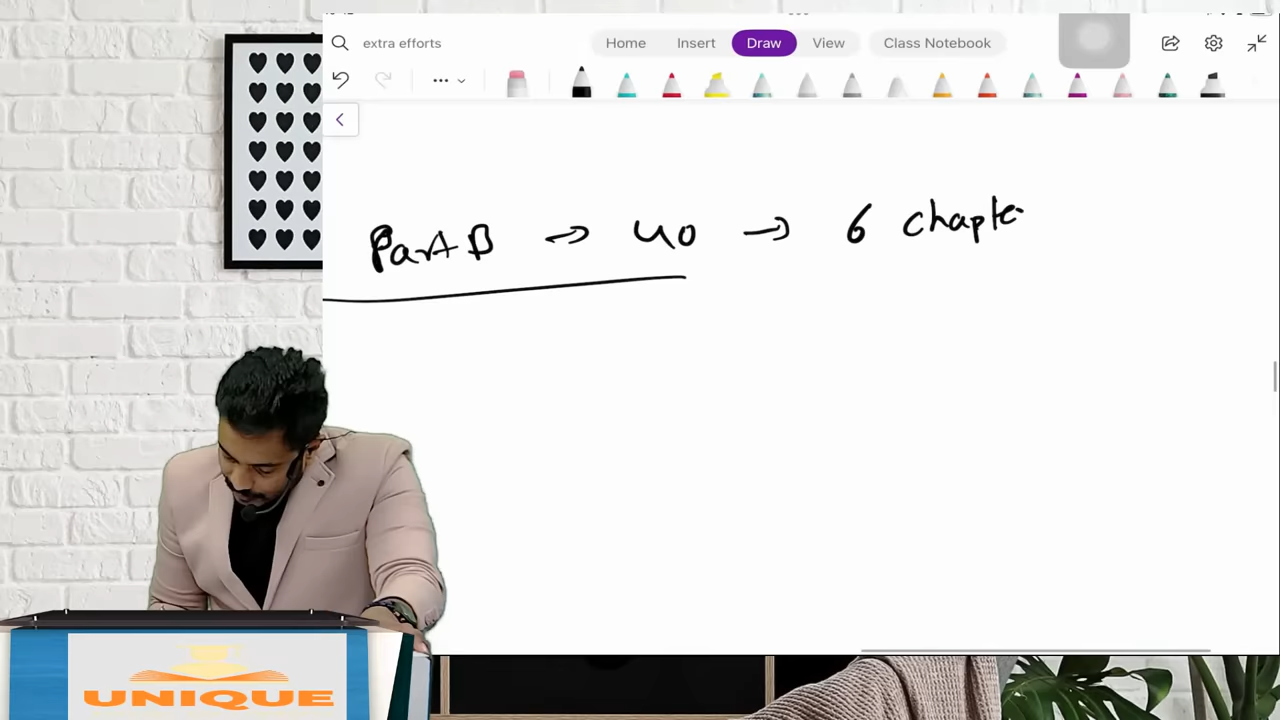 extra efforts
Home Insert Draw View Class Notebook
Part B → 40 → 6 chapte
UNIQUE